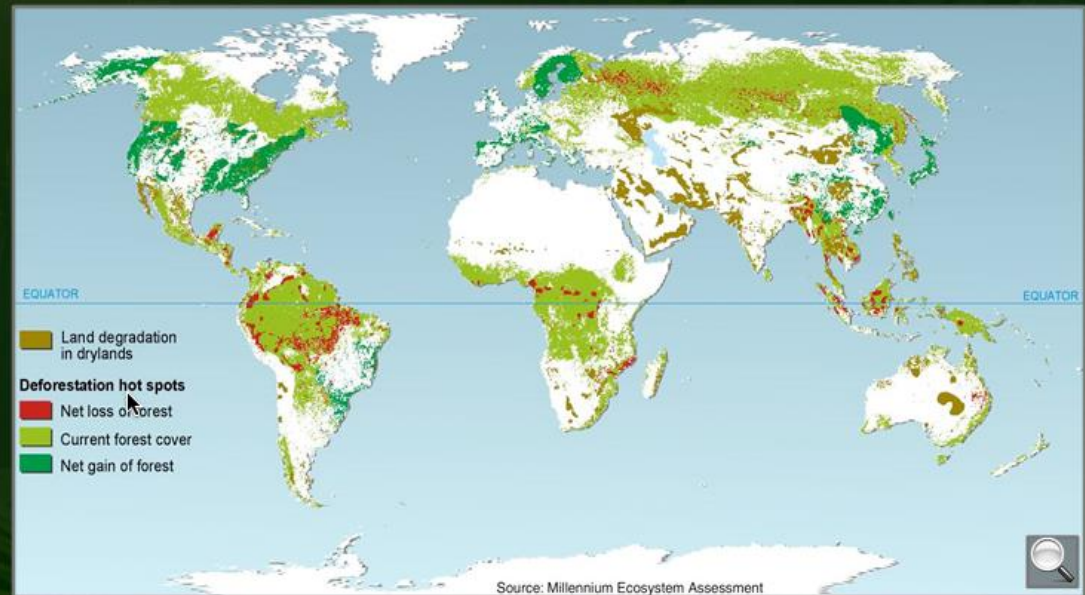 EQUATOR
EQUATOR
Land degradation
in drylands
Deforestation hot spots
Net loss of forest
Current forest cover
Net gain of forest
Source: Millennium Ecosystem Assessment